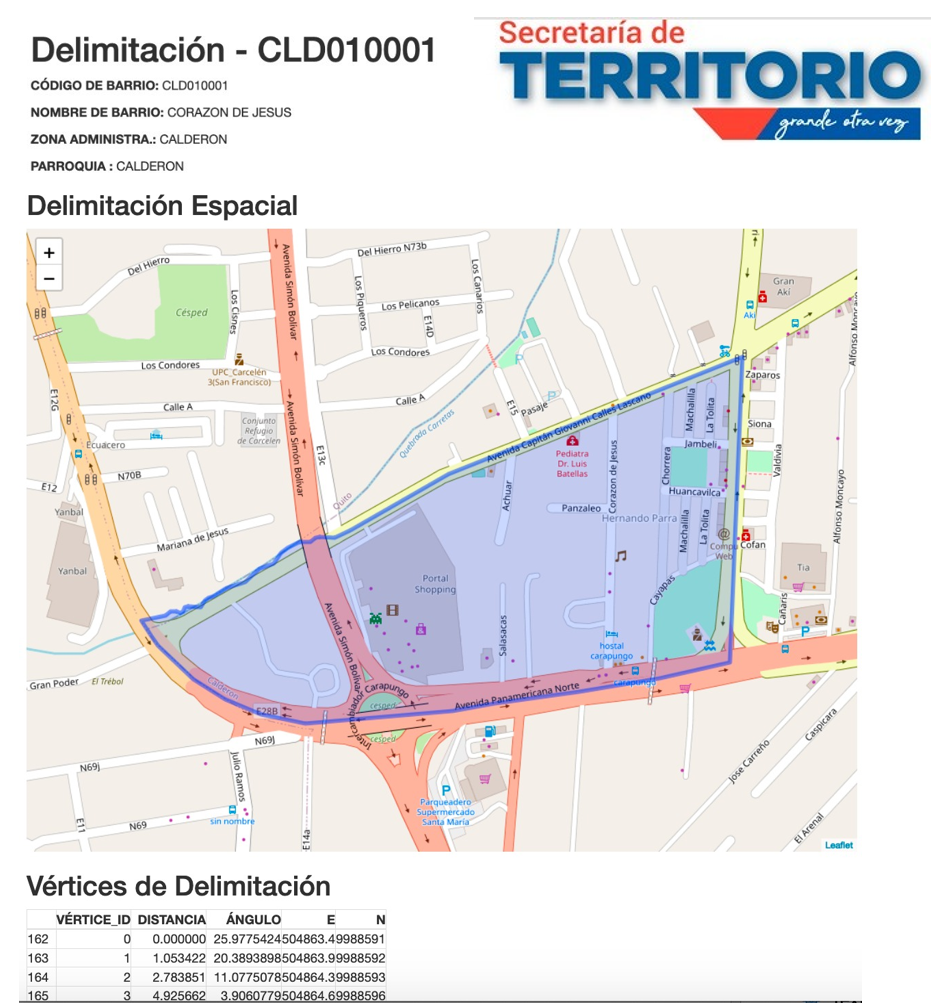 Secretaría de
TERRITORIO
grande otra vez
Delimitación - CLD010001
CÓDIGO DE BARRIO: CLD010001
NOMBRE DE BARRIO: CORAZON DE JESUS
ZONA ADMINISTRA.: CALDERON
PARROQUIA : CALDERON
Delimitación Espacial
+
−
Del Hierro
Del Hierro N73b
Avenida Simón Bolívar
Los Piqueros
Los Canarios
Gran
Akí
Akí
Césped
Los Cisnes
Los Pelicanos
E14D
Alfonso Moncayo
Los Condores
Los Condores
UPC_Carcelén
3(San Francisco)
E12G
Calle A
Calle A
E15
Pasaje
P
P
Zaparos
Avenida Capitán Giovanni Calles Lascano
Machalilla
La Tolita
Siona
Conjunto
Refugio
de Carcelen
Avenida Simón Bolívar
E13c
Quebrada Carretas
Ecuacero
Pediatra
Dr. Luis
Batellas
Corazon de Jesus
Jambeli
Chorrera
Valdivia
N70B
E12
Quito
Achuar
Huancavilca
Panzaleo
Hernando Parra
Machalilla
La Tolita
Alfonso Moncayo
Yanbal
Mariana de Jesus
Compu
Web
Cofan
Yanbal
Portal
Shopping
Tia
Cayapas
Cañaris
Avenida Simón Bolívar
Salasacas
P
hostal
carapungo
carapungo
Gran Poder
El Trébol
Calderón
E28B
Intercambiador Carapungo
césped
césped
Avenida Panamericana Norte
N69J
N69J
Julio Ramos
Jose Carreño
Caspicara
E11
N69
sin nombre
E14a
P
Parqueadero
Supermercado
Santa María
El Arenal
Leaflet
Vértices de Delimitación
VÉRTICE_ID DISTANCIA ÁNGULO E N
162 0 0.000000 25.9775424504863.49988591
163 1 1.053422 20.3893898504863.99988592
164 2 2.783851 11.0775078504864.39988593
165 3 4.925662 3.9060779504864.69988596